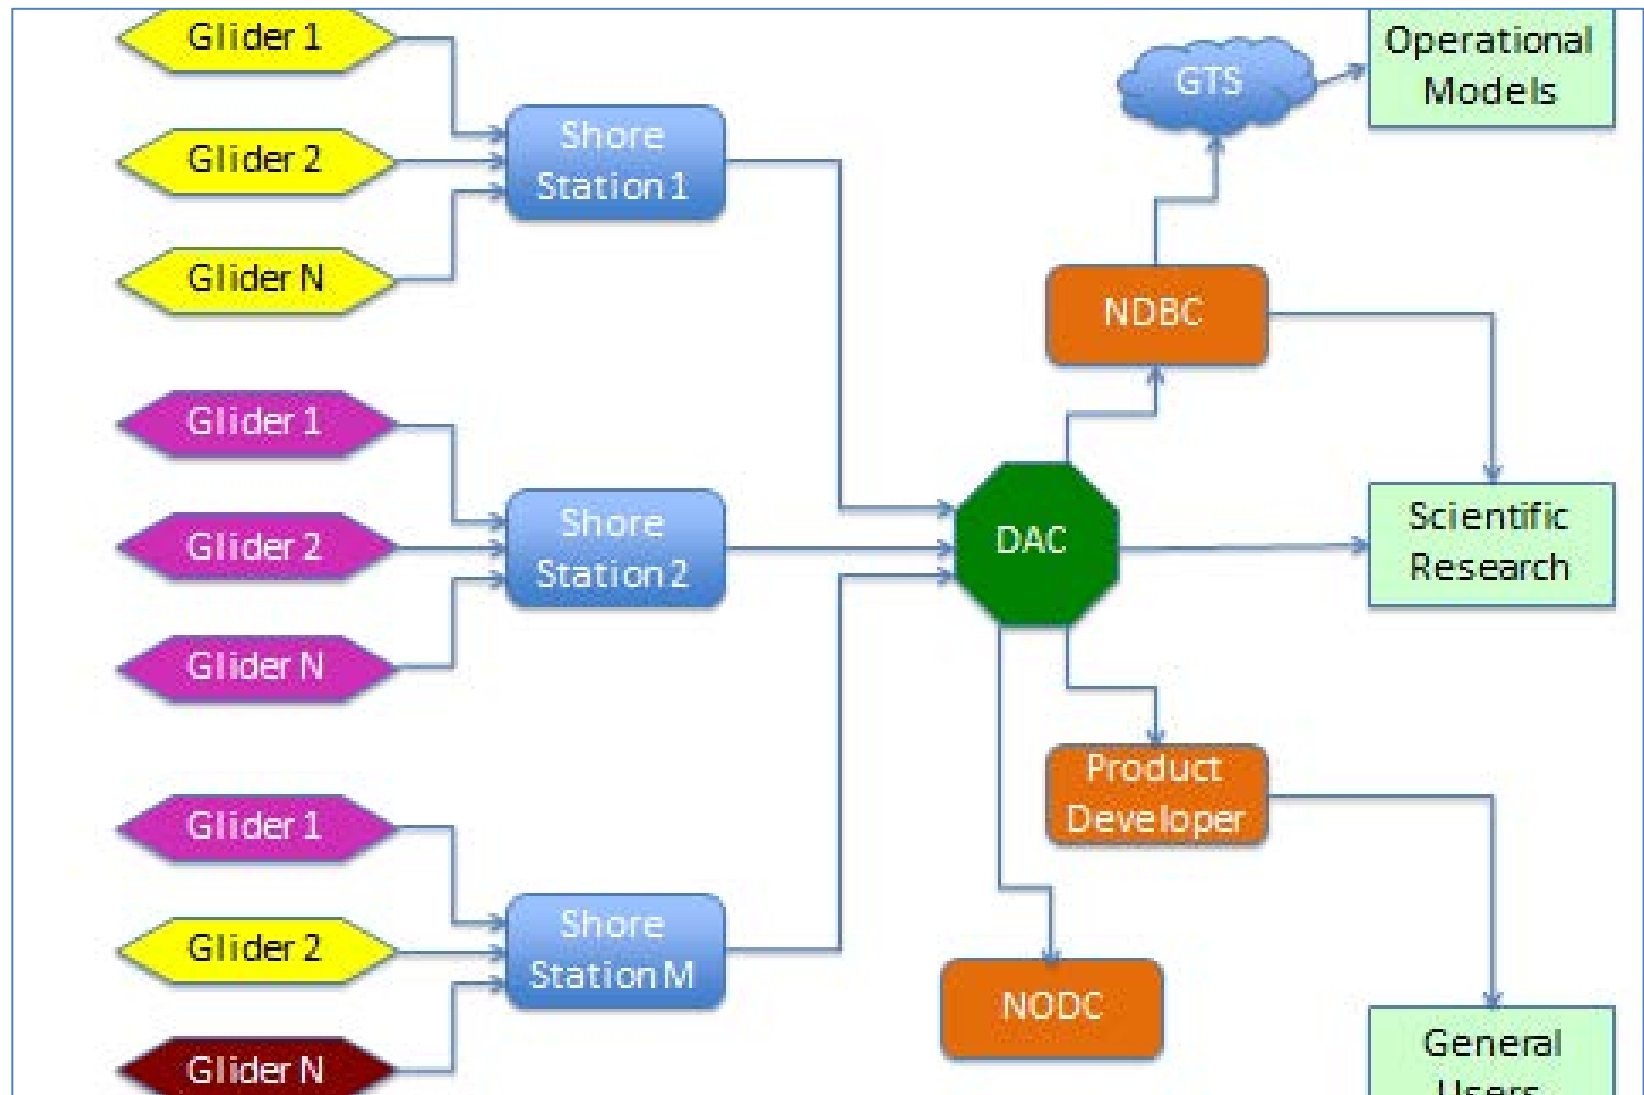 Glider 1
Glider 2
Glider N
Shore
Station 1
Glider 1
Glider 2
Glider N
Shore
Station 2
Glider 1
Glider 2
Glider N
Shore
Station M
DAC
GTS
Operational
Models
NDBC
Scientific
Research
Product
Developer
NODC
General
Users